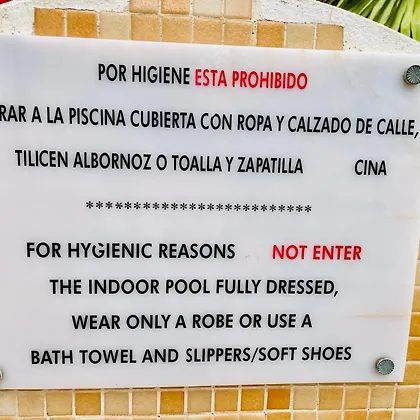 POR HIGIENE ESTA PROHIBIDO
RAR A LA PISCINA CUBIERTA CON ROPA Y CALZADO DE CALLE,
TILICEN ALBORNOZ O TOALLA Y ZAPATILLA CINA
************************
FOR HYGIENIC REASONS NOT ENTER
THE INDOOR POOL FULLY DRESSED,
WEAR ONLY A ROBE OR USE A
BATH TOWEL AND SLIPPERS/SOFT SHOES